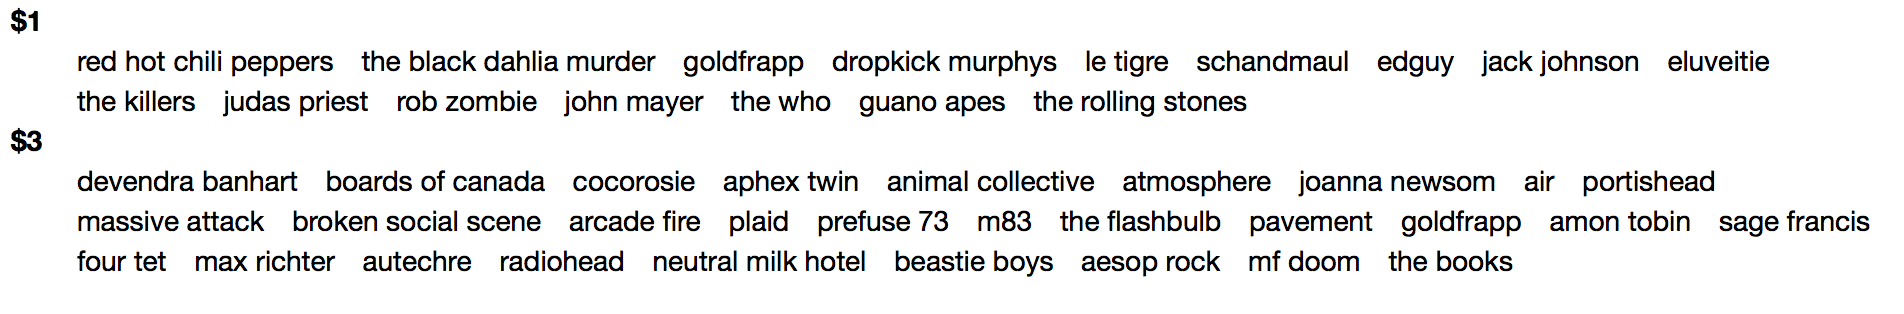 $1
red hot chili peppers the black dahlia murder goldfrapp dropkick murphys le tigre schandmaul edguy jack johnson eluveitie
the killers judas priest rob zombie john mayer the who guano apes the rolling stones
$3
devendra banhart boards of canada cocorosie aphex twin animal collective atmosphere joanna newsom air portishead
massive attack broken social scene arcade fire plaid prefuse 73 m83 the flashbulb pavement goldfrapp amon tobin sage francis
four tet max richter autechre radiohead neutral milk hotel beastie boys aesop rock mf doom the books